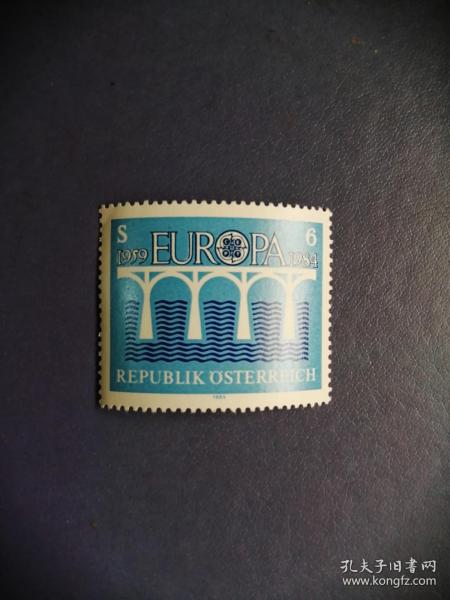 S 6
1959 EUROPA 1984
REPUBLIK ÖSTERREICH
1984
孔夫子旧书网
www.kongfz.com